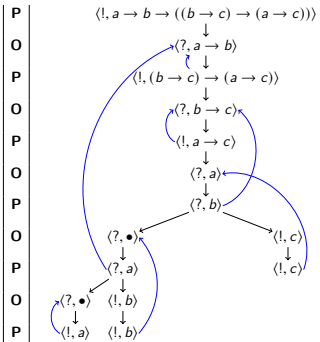 P ⟨!, a → b → ((b → c) → (a → c))⟩
O ⟨?, a → b⟩
P ⟨!, (b → c) → (a → c)⟩
O ⟨?, b → c⟩
P ⟨!, a → c⟩
O ⟨?, a⟩
P ⟨?, b⟩
O ⟨?, •⟩ ⟨!, c⟩
P ⟨?, a⟩ ⟨!, c⟩
O ⟨?, •⟩ ⟨!, b⟩
P ⟨!, a⟩ ⟨!, b⟩